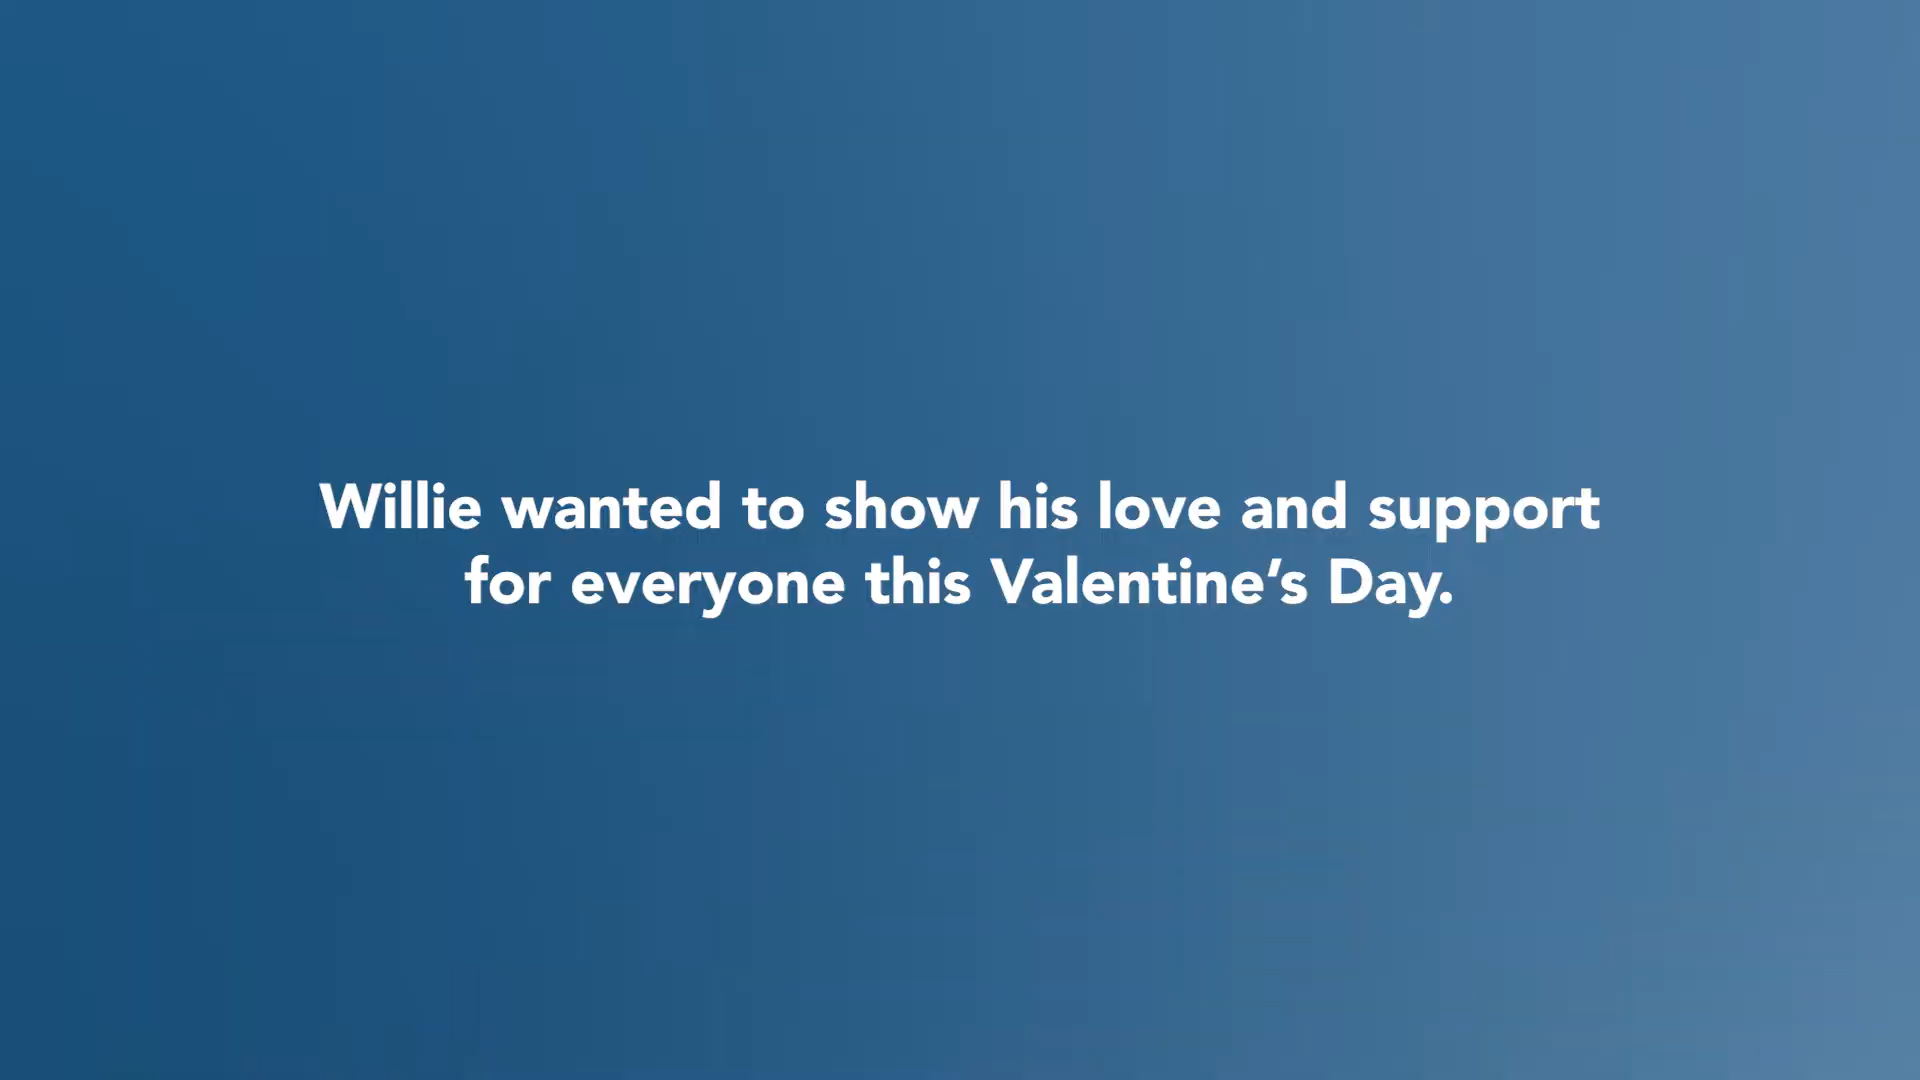 Willie wanted to show his love and support
for everyone this Valentine’s Day.